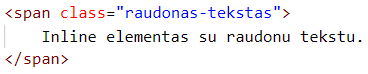 <span class="raudonas-tekstas">
Inline elementas su raudonu tekstu.
</span>